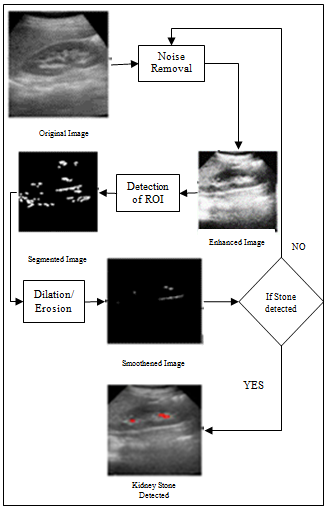 Noise
Removal
Original Image
Detection
of ROI
Enhanced Image
NO
Segmented Image
Dilation/
Erosion
If Stone
detected
Smoothened Image
YES
Kidney Stone
Detected